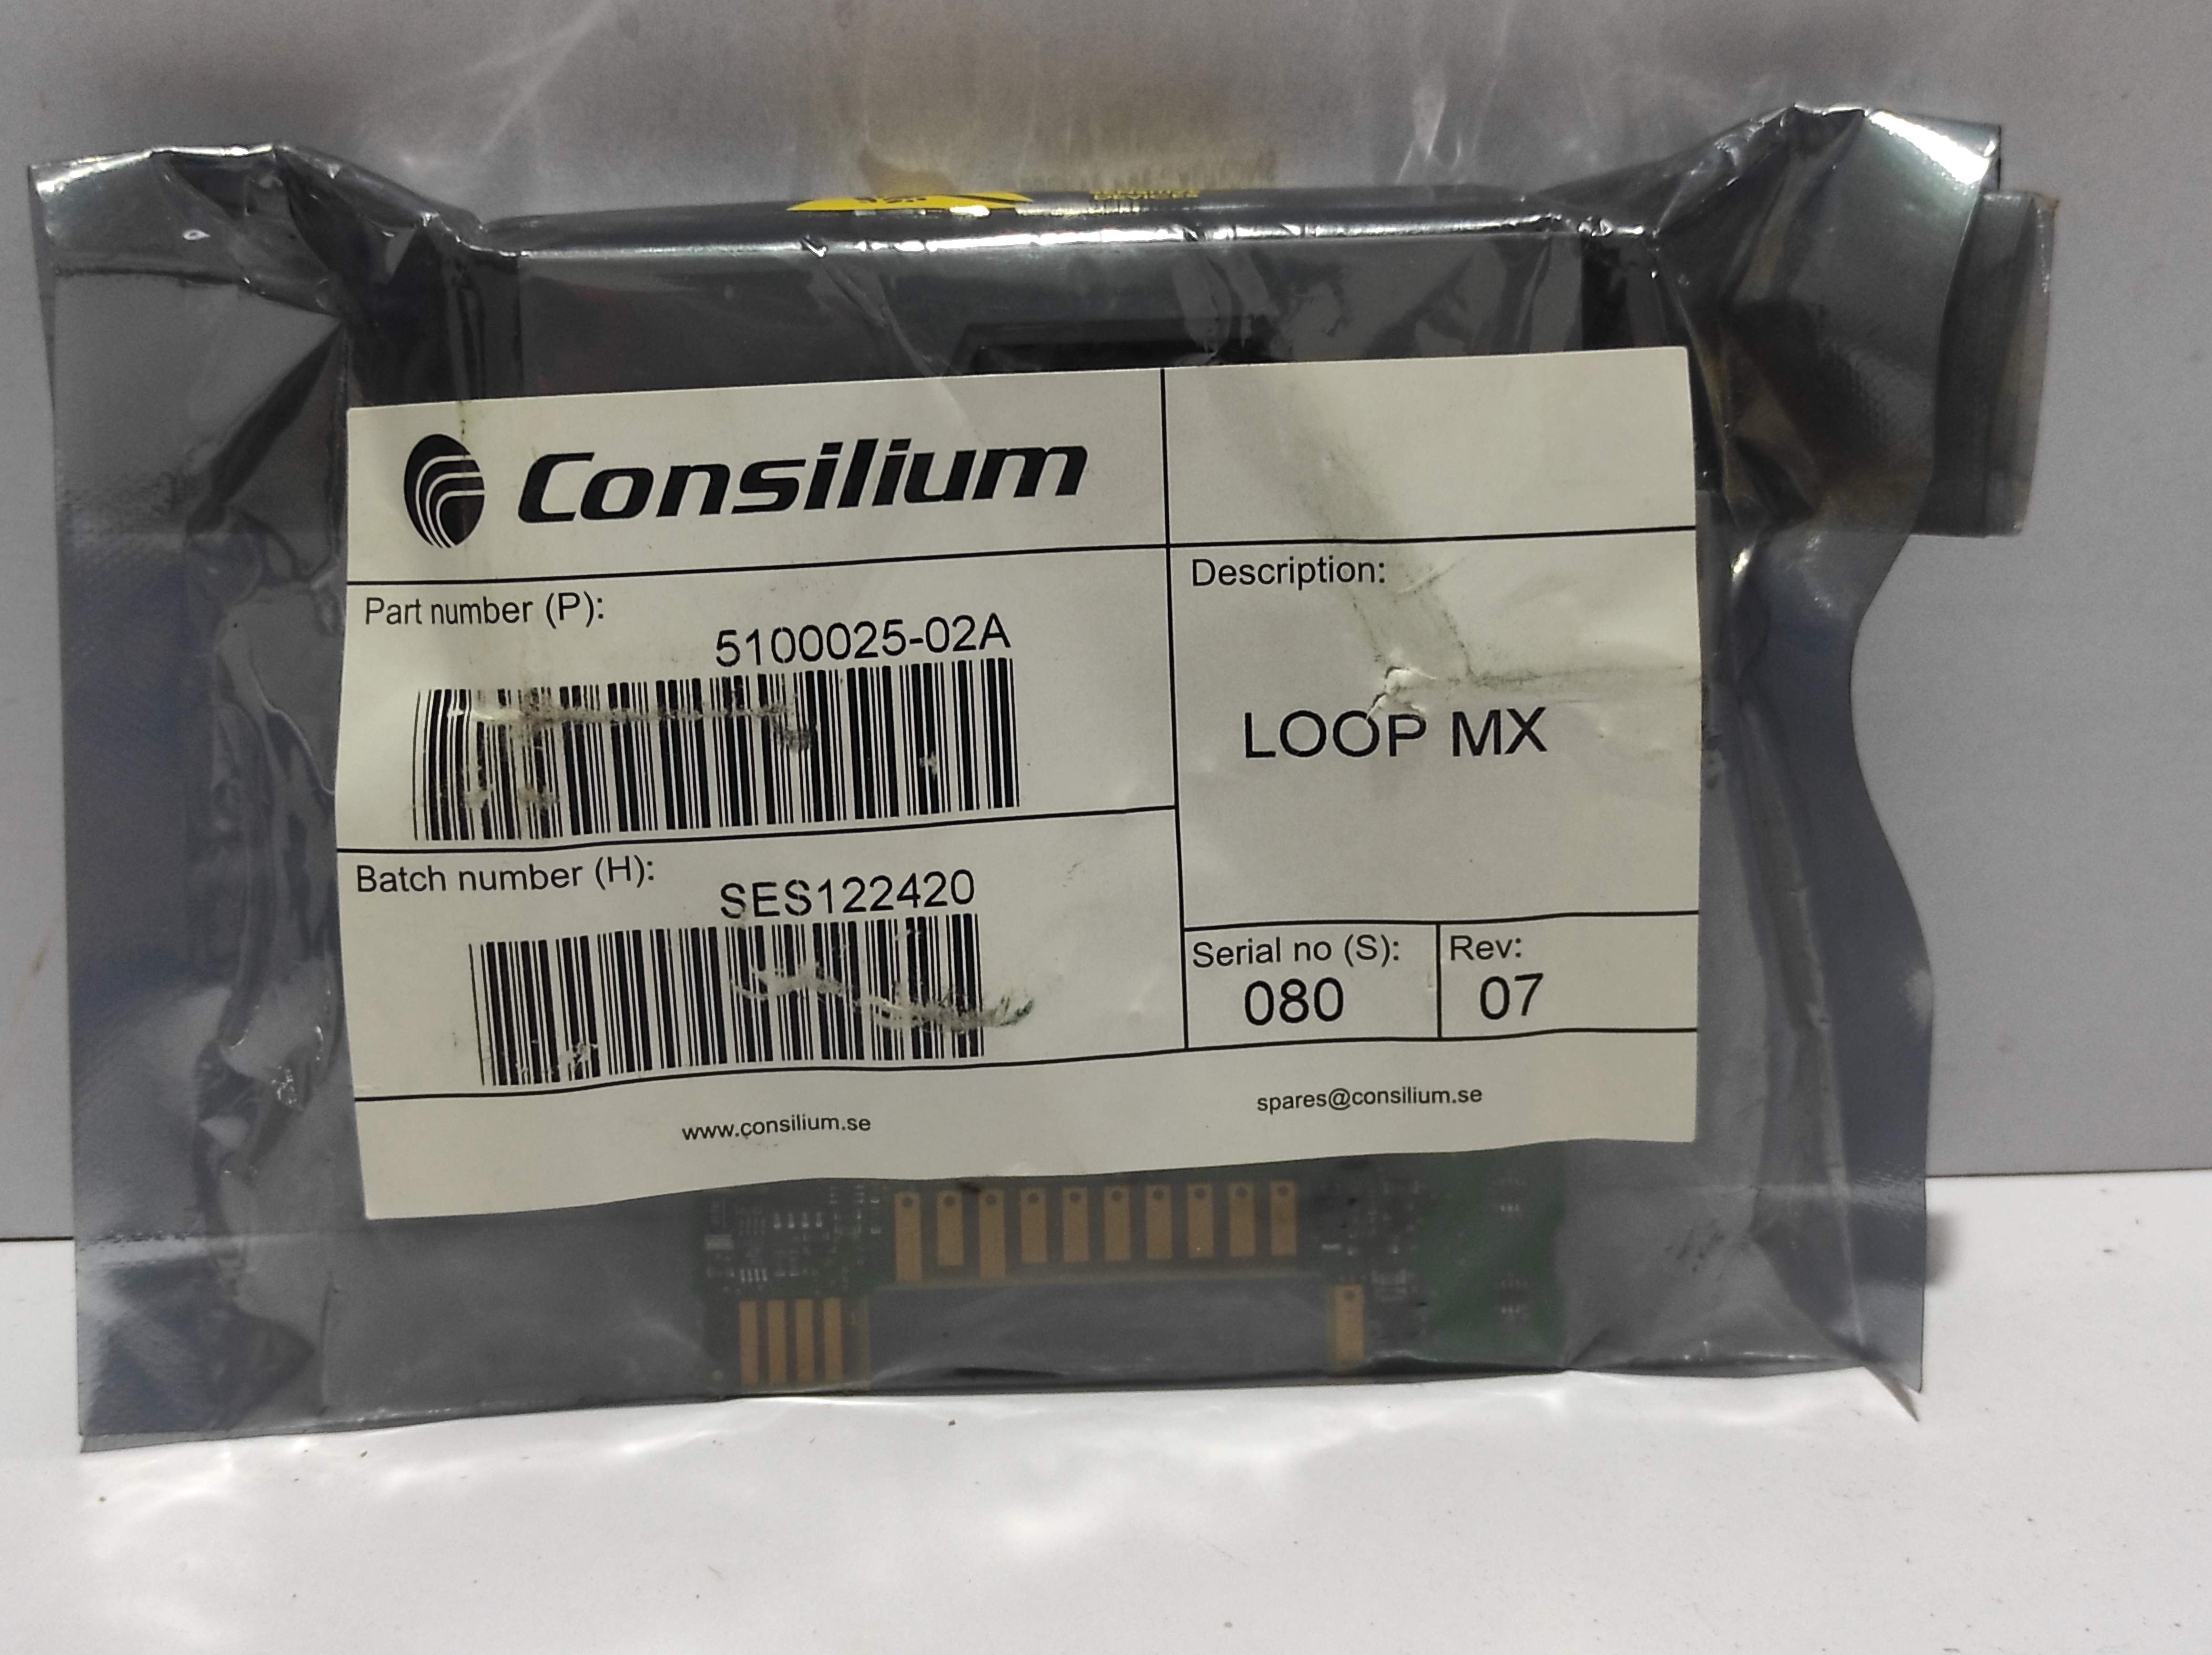 DEVICES
Consilium
Part number (P):
5100025-02A
Description:
LOOP MX
Batch number (H):
SES122420
Serial no (S):
080
Rev:
07
www.consilium.se
spares@consilium.se